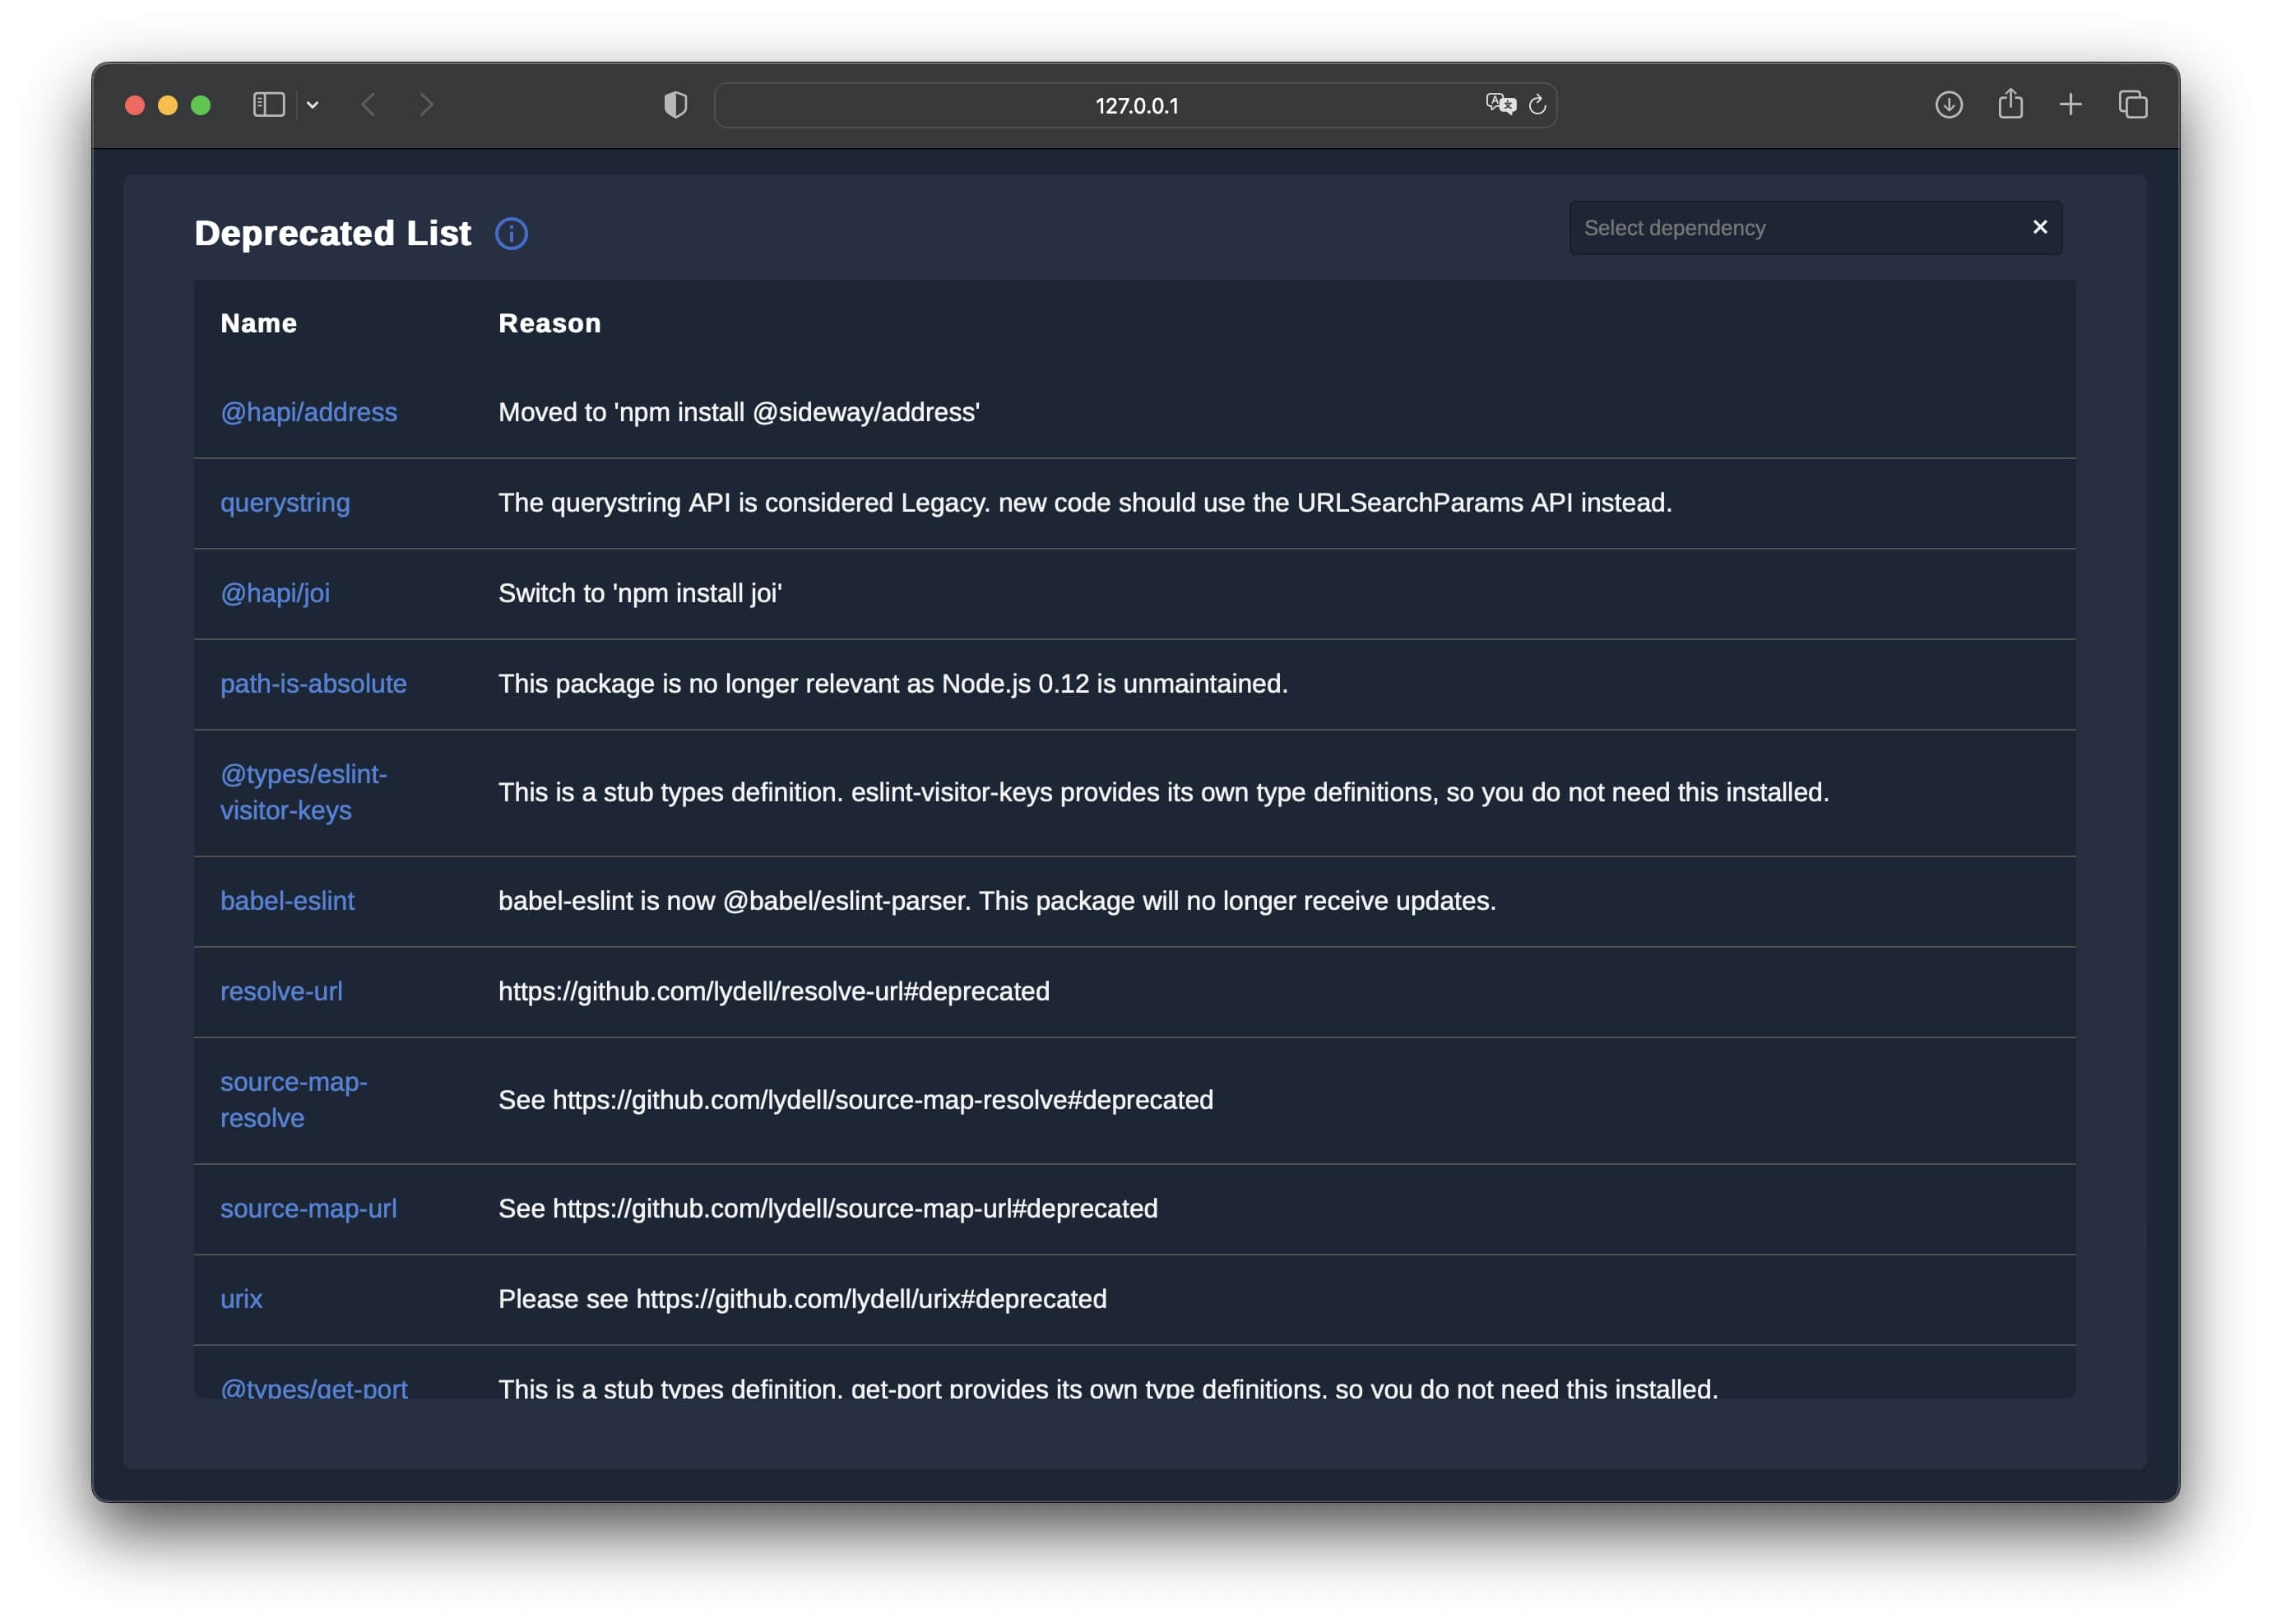 127.0.0.1
Deprecated List
Select dependency
Name Reason
@hapi/address Moved to 'npm install @sideway/address'
querystring The querystring API is considered Legacy. new code should use the URLSearchParams API instead.
@hapi/joi Switch to 'npm install joi'
path-is-absolute This package is no longer relevant as Node.js 0.12 is unmaintained.
@types/eslint-
visitor-keys
This is a stub types definition. eslint-visitor-keys provides its own type definitions, so you do not need this installed.
babel-eslint babel-eslint is now @babel/eslint-parser. This package will no longer receive updates.
resolve-url https://github.com/lydell/resolve-url#deprecated
source-map-
resolve
See https://github.com/lydell/source-map-resolve#deprecated
source-map-url See https://github.com/lydell/source-map-url#deprecated
urix Please see https://github.com/lydell/urix#deprecated
@types/get-port This is a stub types definition. get-port provides its own type definitions, so you do not need this installed.